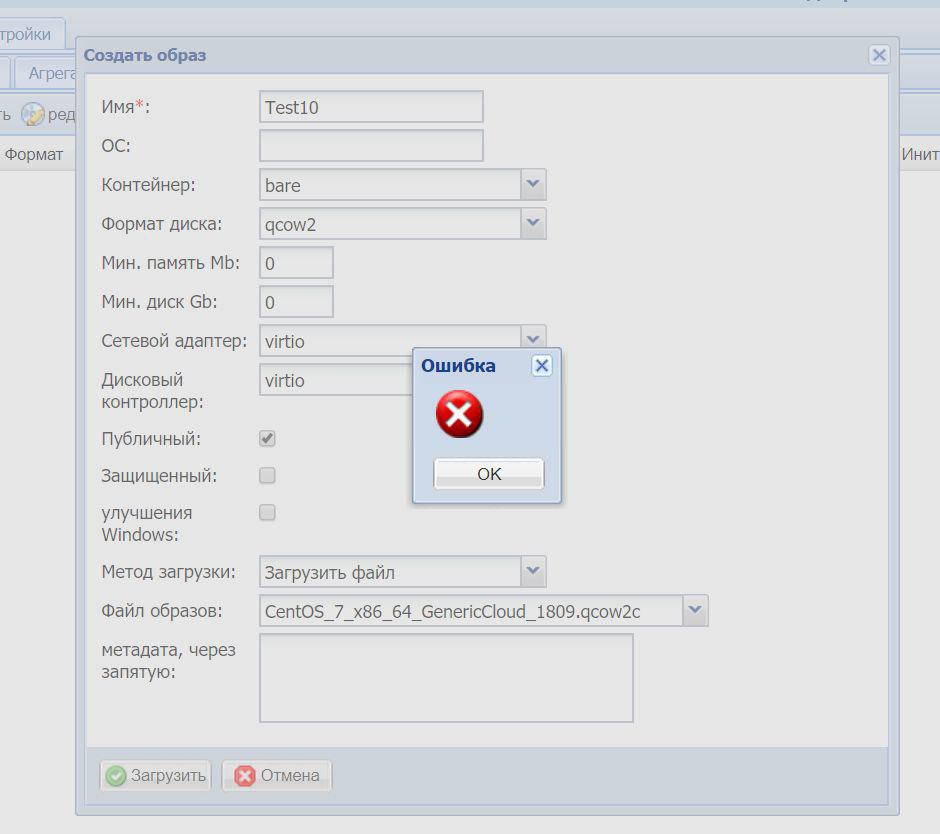 тройки
Создать образ
Агрега
ть
ред
Формат
Инит
Имя*:
Test10
ОС:
Контейнер:
bare
Формат диска:
qcow2
Мин. память Mb:
0
Мин. диск Gb:
0
Сетевой адаптер:
virtio
Дисковый
контроллер:
virtio
Ошибка
OK
Публичный:
Защищенный:
улучшения
Windows:
Метод загрузки:
Загрузить файл
Файл образов:
CentOS_7_x86_64_GenericCloud_1809.qcow2c
метадата, через
запятую:
Загрузить
Отмена